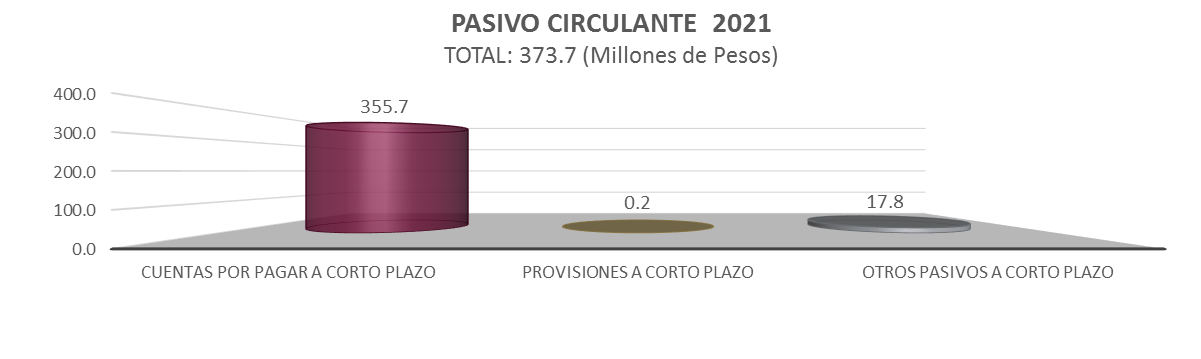 PASIVO CIRCULANTE  2021
TOTAL: 373.7 (Millones de Pesos)
400.0
300.0
200.0
100.0
0.0
355.7
0.2
17.8
CUENTAS POR PAGAR A CORTO PLAZO
PROVISIONES A CORTO PLAZO
OTROS PASIVOS A CORTO PLAZO